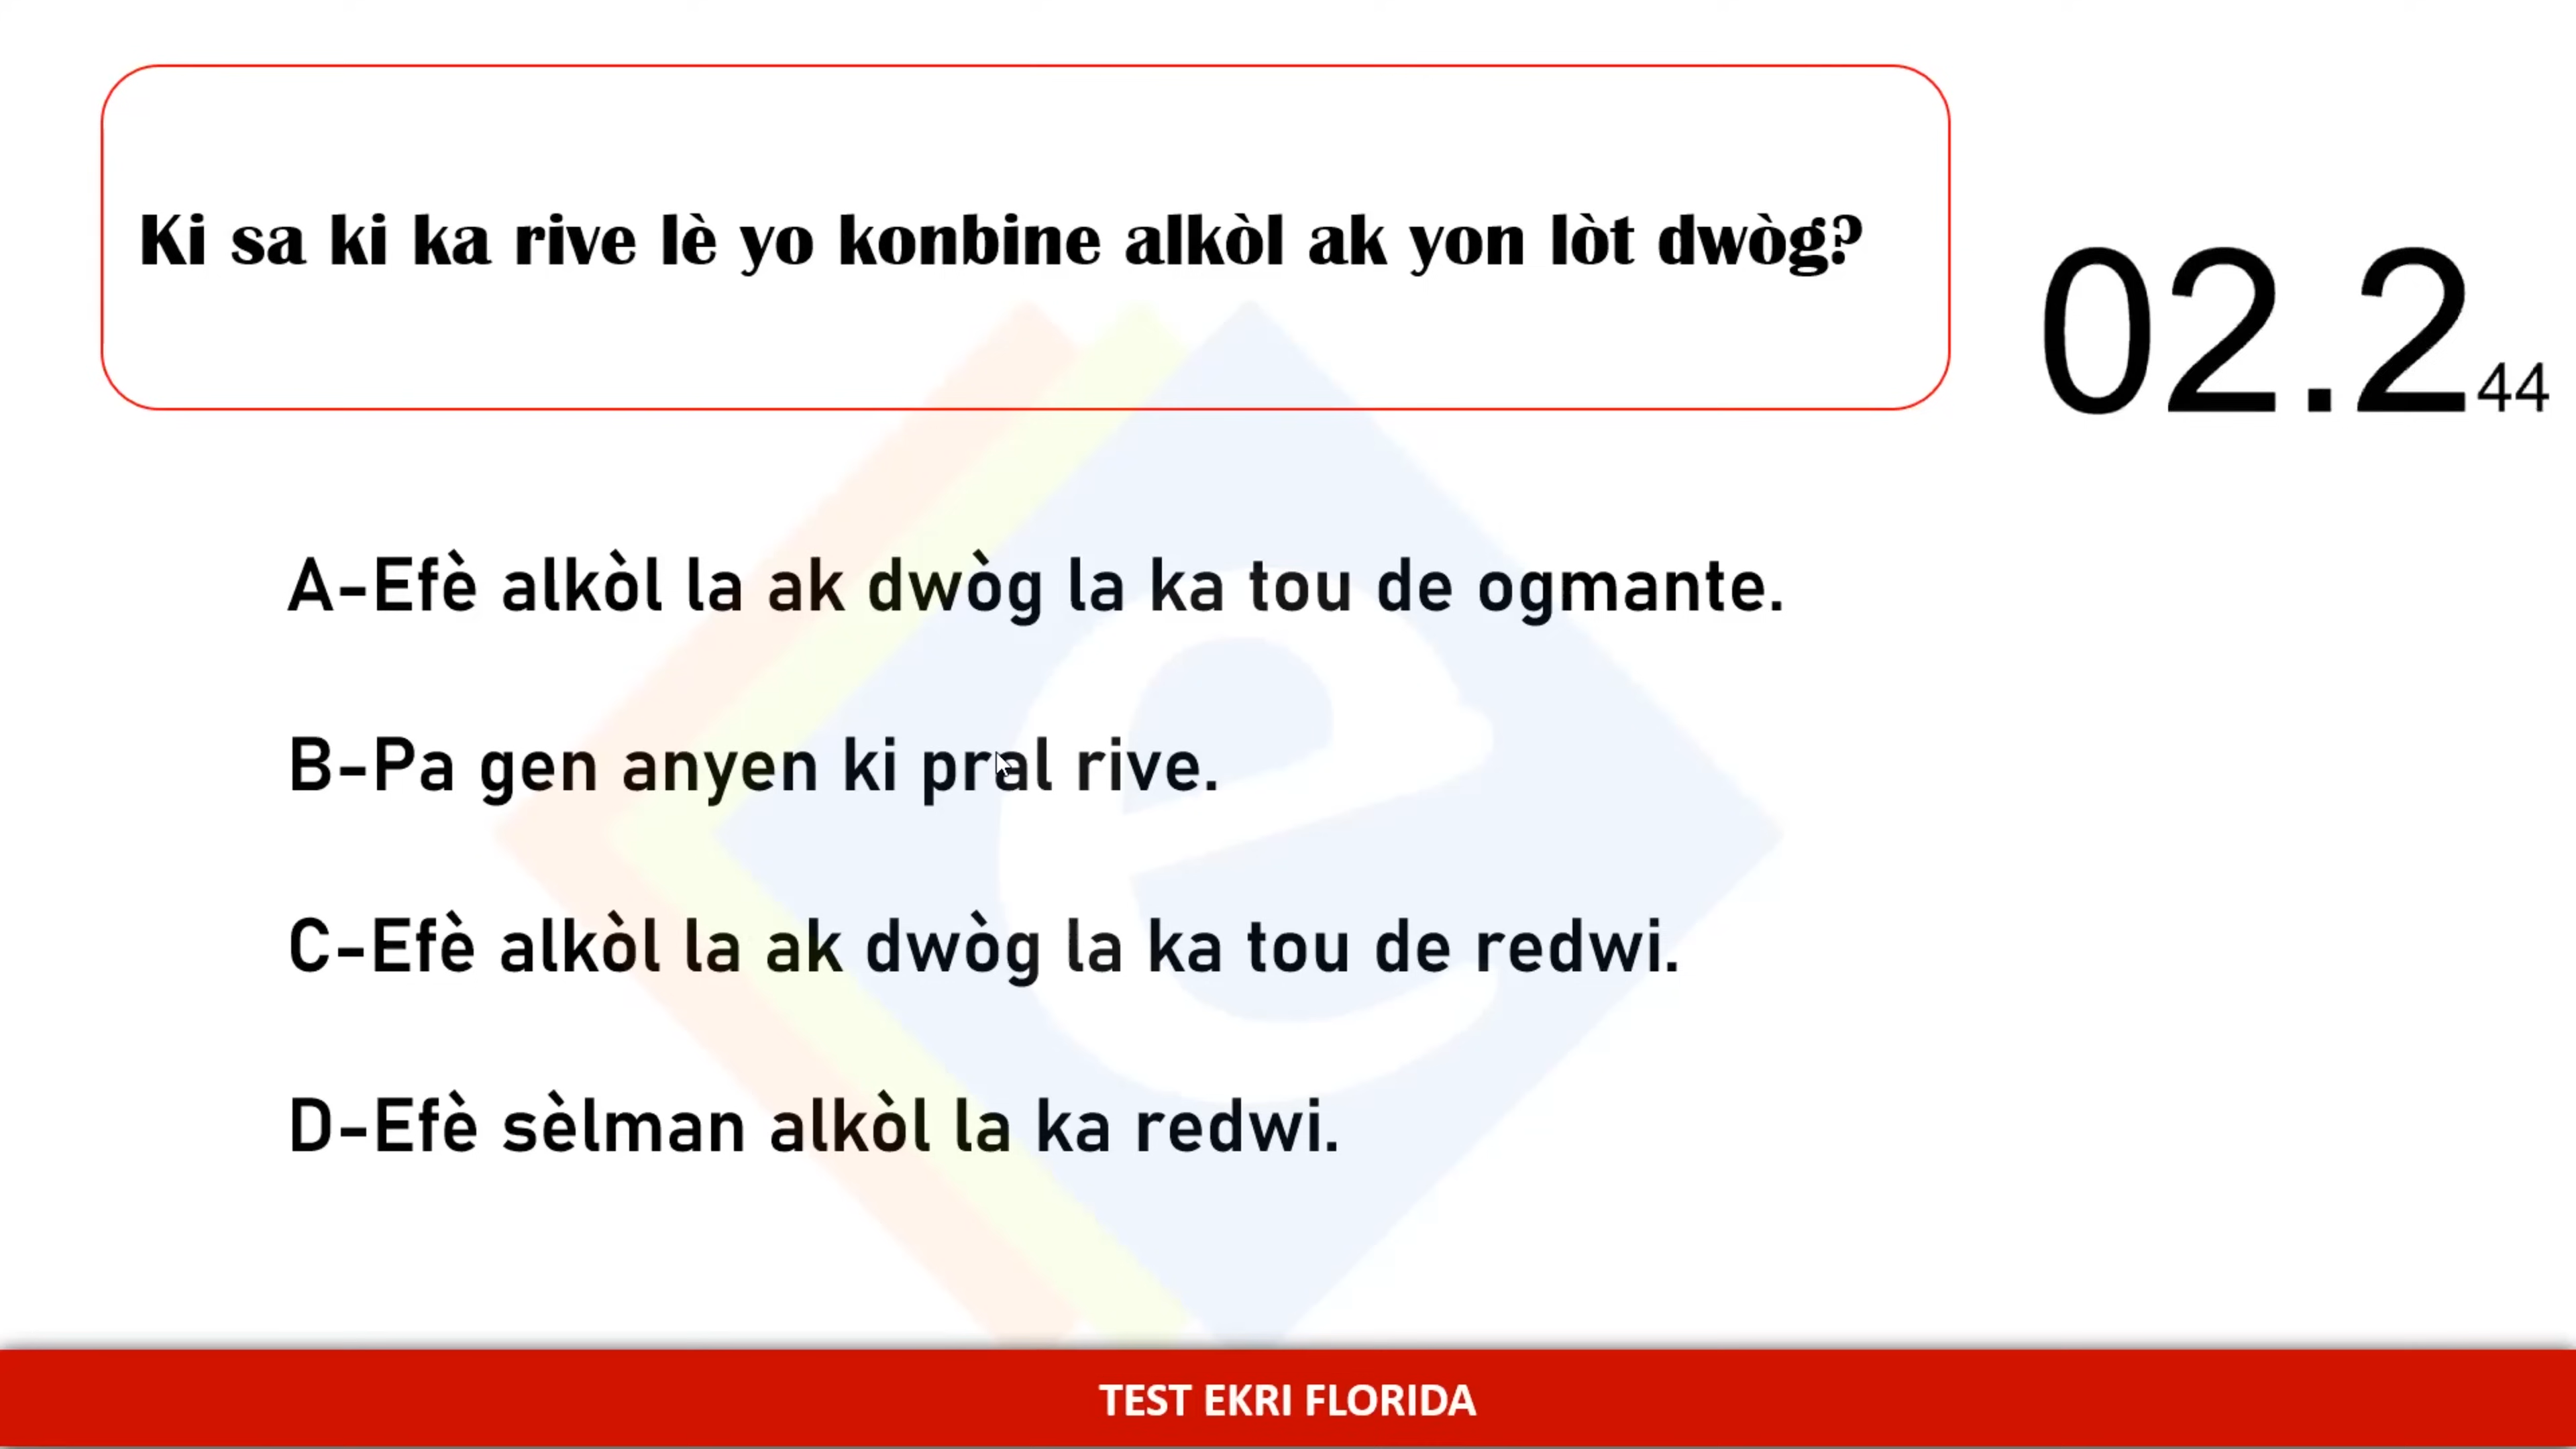 Ki sa ki ka rive lè yo konbine alkòl ak yon lòt dwòg?
02.244
A-Efè alkòl la ak dwòg la ka tou de ogmante.
B-Pa gen anyen ki pral rive.
C-Efè alkòl la ak dwòg la ka tou de redwi.
D-Efè sèlman alkòl la ka redwi.
e
TEST EKRI FLORIDA